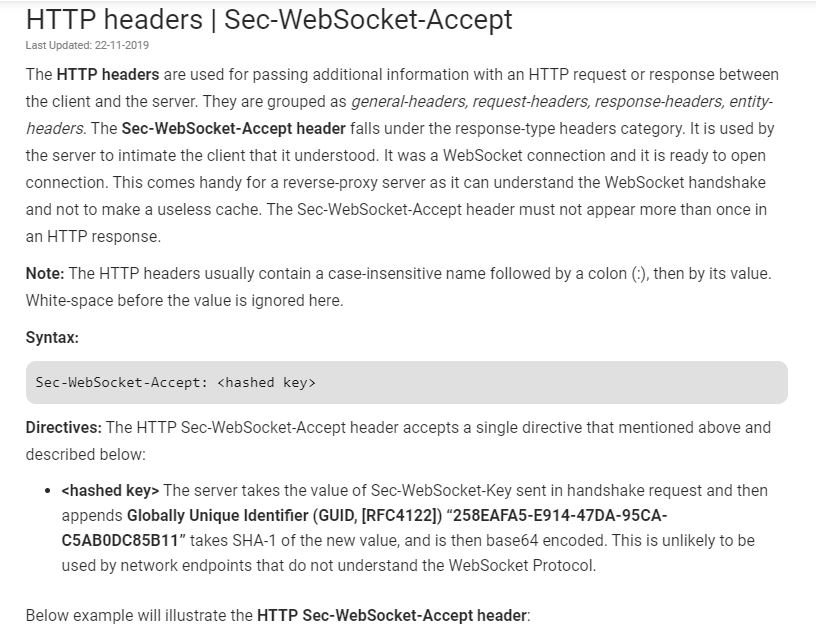 HTTP headers | Sec-WebSocket-Accept
Last Updated: 22-11-2019
The HTTP headers are used for passing additional information with an HTTP request or response between
the client and the server. They are grouped as general-headers, request-headers, response-headers, entity-
headers. The Sec-WebSocket-Accept header falls under the response-type headers category. It is used by
the server to intimate the client that it understood. It was a WebSocket connection and it is ready to open
connection. This comes handy for a reverse-proxy server as it can understand the WebSocket handshake
and not to make a useless cache. The Sec-WebSocket-Accept header must not appear more than once in
an HTTP response.
Note: The HTTP headers usually contain a case-insensitive name followed by a colon (:), then by its value.
White-space before the value is ignored here.
Syntax:
Sec-WebSocket-Accept: <hashed key>
Directives: The HTTP Sec-WebSocket-Accept header accepts a single directive that mentioned above and
described below:
• <hashed key> The server takes the value of Sec-WebSocket-Key sent in handshake request and then
appends Globally Unique Identifier (GUID, [RFC4122]) “258EAFA5-E914-47DA-95CA-
C5AB0DC85B11” takes SHA-1 of the new value, and is then base64 encoded. This is unlikely to be
used by network endpoints that do not understand the WebSocket Protocol.
Below example will illustrate the HTTP Sec-WebSocket-Accept header: